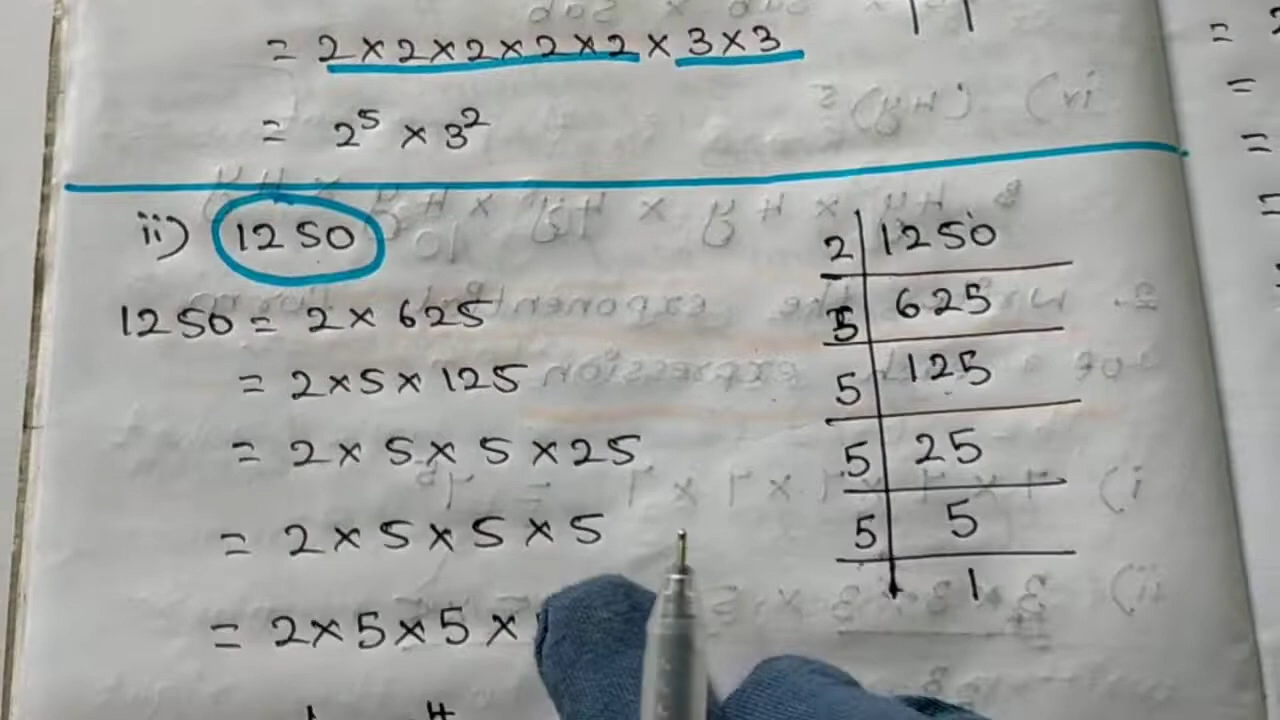 = 2 × 2 × 2 × 2 × 2 × 3 × 3
= 2⁵ × 3²
ii) 1250
1250 = 2 × 625
= 2 × 5 × 125
= 2 × 5 × 5 × 25
= 2 × 5 × 5 × 5
= 2 × 5 × 5 ×
2 | 1250
5 | 625
5 | 125
5 | 25
5 | 5
| 1